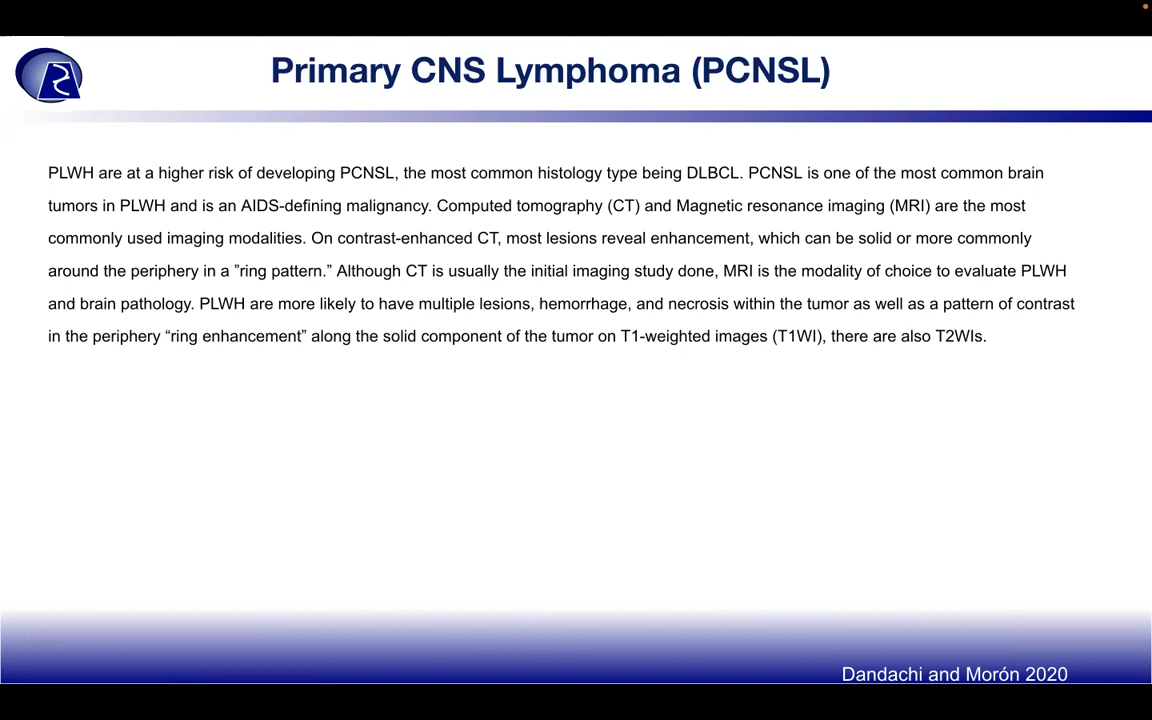 Primary CNS Lymphoma (PCNSL)
PLWH are at a higher risk of developing PCNSL, the most common histology type being DLBCL. PCNSL is one of the most common brain
tumors in PLWH and is an AIDS-defining malignancy. Computed tomography (CT) and Magnetic resonance imaging (MRI) are the most
commonly used imaging modalities. On contrast-enhanced CT, most lesions reveal enhancement, which can be solid or more commonly
around the periphery in a ”ring pattern.” Although CT is usually the initial imaging study done, MRI is the modality of choice to evaluate PLWH
and brain pathology. PLWH are more likely to have multiple lesions, hemorrhage, and necrosis within the tumor as well as a pattern of contrast
in the periphery “ring enhancement” along the solid component of the tumor on T1-weighted images (T1WI), there are also T2WIs.
Dandachi and Morón 2020